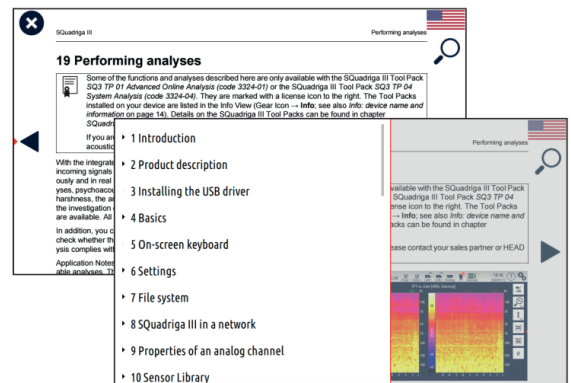 SQuadriga III
Performing analyses
19 Performing analyses
Some of the functions and analyses described here are only available with the SQuadriga III Tool Pack
SQ3 TP 01 Advanced Online Analysis (code 3324-01) or the SQuadriga III Tool Pack SQ3 TP 04
System Analysis (code 3324-04). They are marked with a license icon to the right. The Tool Packs
installed on your device are listed in the Info View (Gear Icon → Info; see also Info: device name and
information on page 14). Details on the SQuadriga III Tool Packs can be found in chapter
SQuadr
If you are
acoustic
With the integrate
incoming signals
ously and in real
yses, psychoacou
harshness, the ar
the investigation
are available. All
In addition, you c
check whether th
ysis complies wit
Application Notes
able analyses. Th
‣ 1 Introduction
‣ 2 Product description
3 Installing the USB driver
‣ 4 Basics
5 On-screen keyboard
‣ 6 Settings
‣ 7 File system
‣ 8 SQuadriga III in a network
‣ 9 Properties of an analog channel
‣ 10 Sensor Library
Performing analyses
vailable with the SQuadriga III Tool Pack
SQuadriga III Tool Pack SQ3 TP 04
ense icon to the right. The Tool Packs
→ Info; see also Info: device name and
acks can be found in chapter
ease contact your sales partner or HEAD